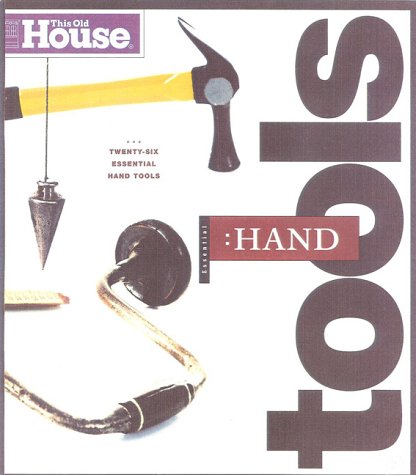 This Old
House®
TWENTY-SIX
ESSENTIAL
HAND TOOLS
Essential
HAND
tools